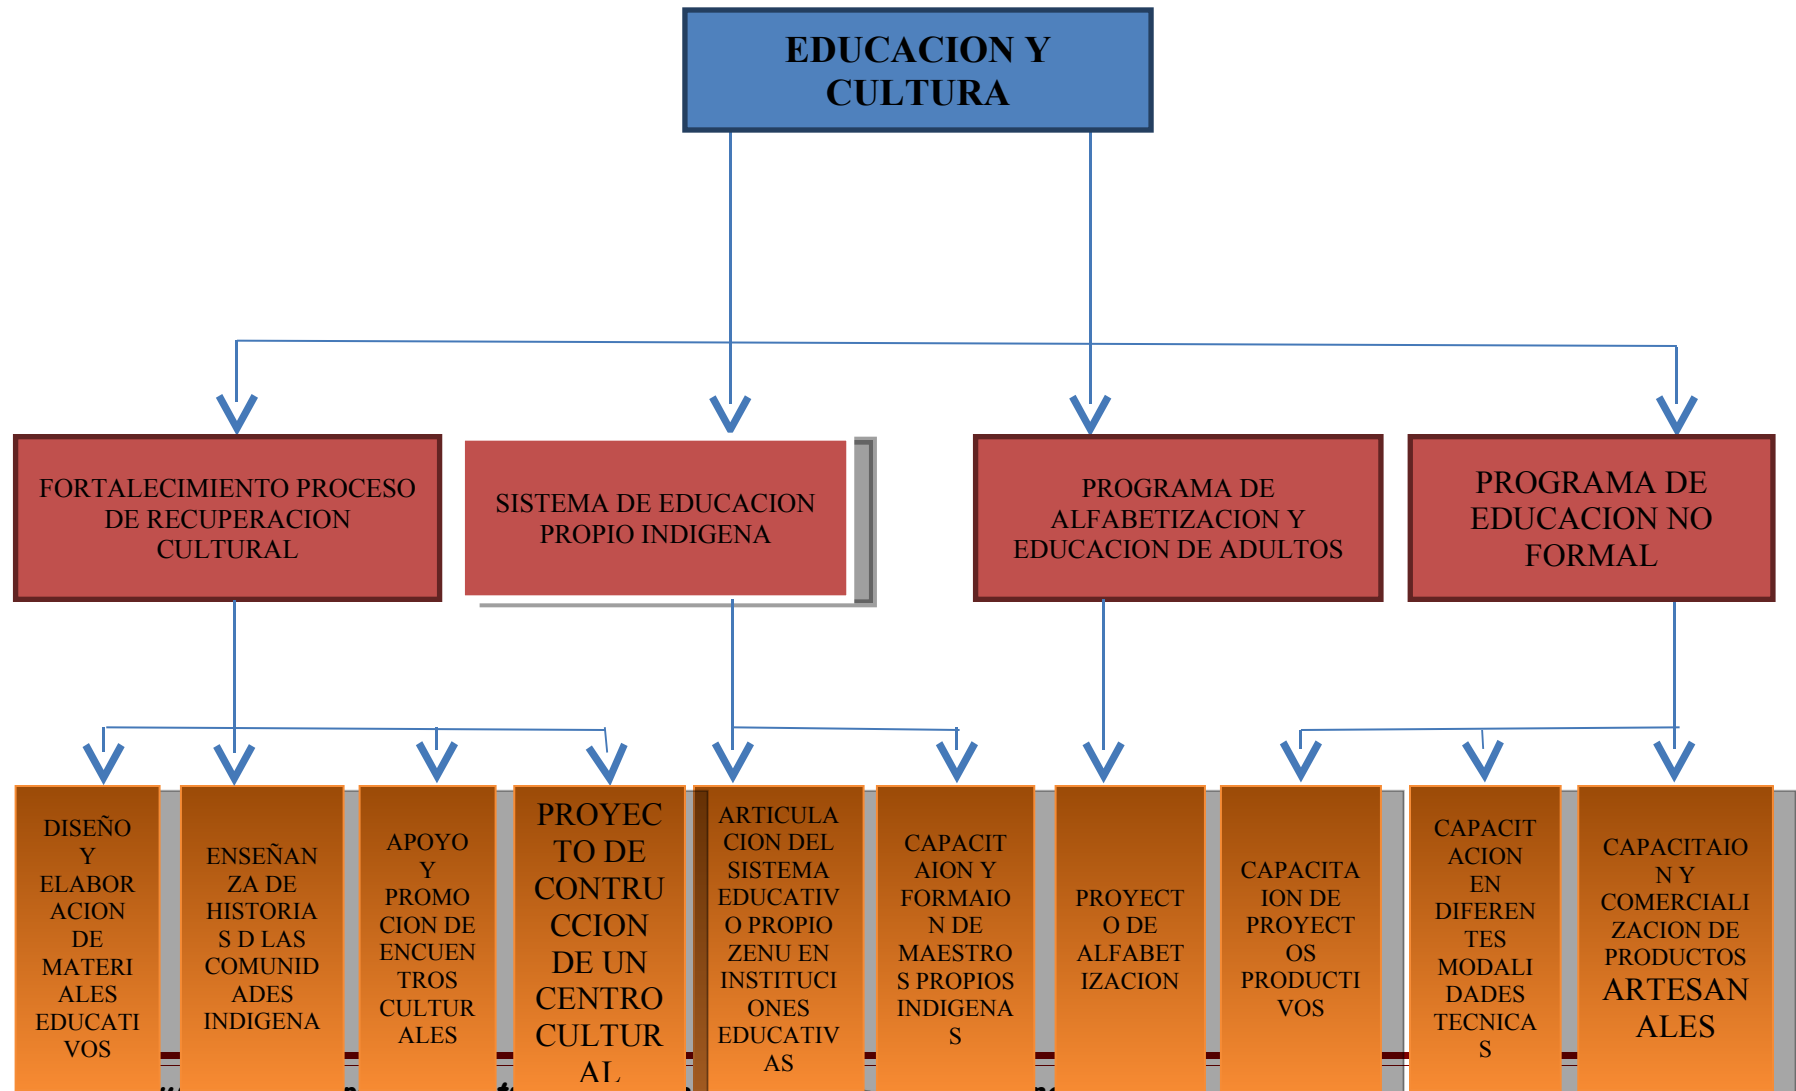 EDUCACION Y
CULTURA
FORTALECIMIENTO PROCESO
DE RECUPERACION
CULTURAL
SISTEMA DE EDUCACION
PROPIO INDIGENA
PROGRAMA DE
ALFABETIZACION Y
EDUCACION DE ADULTOS
PROGRAMA DE
EDUCACION NO
FORMAL
DISEÑO
Y
ELABOR
ACION
DE
MATERI
ALES
EDUCATI
VOS
ENSEÑAN
ZA DE
HISTORIA
S D LAS
COMUNID
ADES
INDIGENA
APOYO
Y
PROMO
CION DE
ENCUEN
TROS
CULTUR
ALES
PROYEC
TO DE
CONTRU
CCION
DE UN
CENTRO
CULTUR
AL
ARTICULA
CION DEL
SISTEMA
EDUCATIV
O PROPIO
ZENU EN
INSTITUCI
ONES
EDUCATIV
AS
CAPACIT
AION Y
FORMAIO
N DE
MAESTRO
S PROPIOS
INDIGENA
S
PROYECT
O DE
ALFABET
IZACION
CAPACITA
ION DE
PROYECT
OS
PRODUCTI
VOS
CAPACIT
ACION
EN
DIFEREN
TES
MODALI
DADES
TECNICA
S
CAPACITAIO
N Y
COMERCIALI
ZACION DE
PRODUCTOS
ARTESAN
ALES